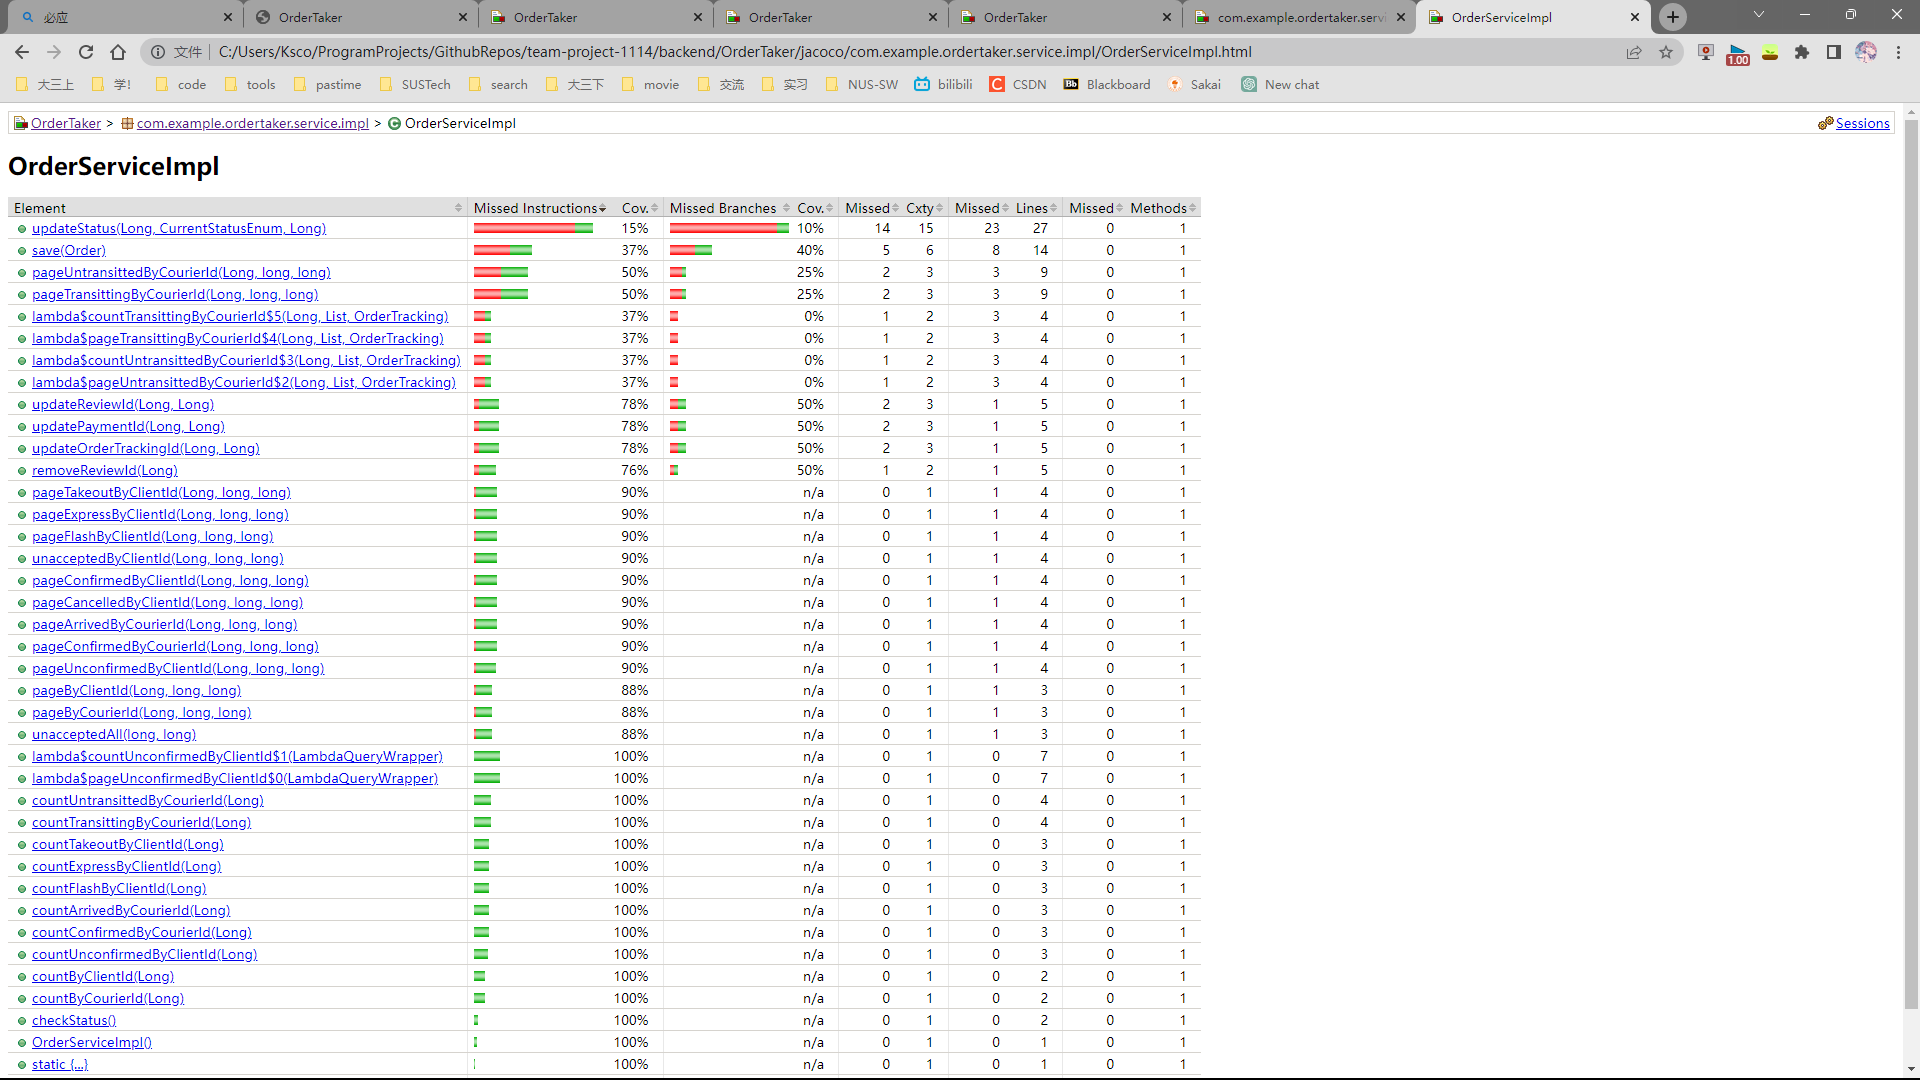 必应
OrderTaker
OrderTaker
OrderTaker
OrderTaker
com.example.ordertaker.servi
OrderServiceImpl
文件 C:/Users/Ksco/ProgramProjects/GithubRepos/team-project-1114/backend/OrderTaker/jacoco/com.example.ordertaker.service.impl/OrderServiceImpl.html
1.00
大三上 学! code tools pastime SUSTech search 大三下 movie 交流 实习 NUS-SW bilibili CSDN Bb Blackboard Sakai New chat
OrderTaker > com.example.ordertaker.service.impl > OrderServiceImpl Sessions
OrderServiceImpl
Element Missed Instructions Cov. Missed Branches Cov. Missed Cxty Missed Lines Missed Methods
updateStatus(Long, CurrentStatusEnum, Long) 15% 10% 14 15 23 27 0 1
save(Order) 37% 40% 5 6 8 14 0 1
pageUntransittedByCourierId(Long, long, long) 50% 25% 2 3 3 9 0 1
pageTransittingByCourierId(Long, long, long) 50% 25% 2 3 3 9 0 1
lambda$countTransittingByCourierId$5(Long, List, OrderTracking) 37% 0% 1 2 3 4 0 1
lambda$pageTransittingByCourierId$4(Long, List, OrderTracking) 37% 0% 1 2 3 4 0 1
lambda$countUntransittedByCourierId$3(Long, List, OrderTracking) 37% 0% 1 2 3 4 0 1
lambda$pageUntransittedByCourierId$2(Long, List, OrderTracking) 37% 0% 1 2 3 4 0 1
updateReviewId(Long, Long) 78% 50% 2 3 1 5 0 1
updatePaymentId(Long, Long) 78% 50% 2 3 1 5 0 1
updateOrderTrackingId(Long, Long) 78% 50% 2 3 1 5 0 1
removeReviewId(Long) 76% 50% 1 2 1 5 0 1
pageTakeoutByClientId(Long, long, long) 90% n/a 0 1 1 4 0 1
pageExpressByClientId(Long, long, long) 90% n/a 0 1 1 4 0 1
pageFlashByClientId(Long, long, long) 90% n/a 0 1 1 4 0 1
unacceptedByClientId(Long, long, long) 90% n/a 0 1 1 4 0 1
pageConfirmedByClientId(Long, long, long) 90% n/a 0 1 1 4 0 1
pageCancelledByClientId(Long, long, long) 90% n/a 0 1 1 4 0 1
pageArrivedByCourierId(Long, long, long) 90% n/a 0 1 1 4 0 1
pageConfirmedByCourierId(Long, long, long) 90% n/a 0 1 1 4 0 1
pageUnconfirmedByClientId(Long, long, long) 90% n/a 0 1 1 4 0 1
pageByClientId(Long, long, long) 88% n/a 0 1 1 3 0 1
pageByCourierId(Long, long, long) 88% n/a 0 1 1 3 0 1
unacceptedAll(long, long) 88% n/a 0 1 1 3 0 1
lambda$countUnconfirmedByClientId$1(LambdaQueryWrapper) 100% n/a 0 1 0 7 0 1
lambda$pageUnconfirmedByClientId$0(LambdaQueryWrapper) 100% n/a 0 1 0 7 0 1
countUntransittedByCourierId(Long) 100% n/a 0 1 0 4 0 1
countTransittingByCourierId(Long) 100% n/a 0 1 0 4 0 1
countTakeoutByClientId(Long) 100% n/a 0 1 0 3 0 1
countExpressByClientId(Long) 100% n/a 0 1 0 3 0 1
countFlashByClientId(Long) 100% n/a 0 1 0 3 0 1
countArrivedByCourierId(Long) 100% n/a 0 1 0 3 0 1
countConfirmedByCourierId(Long) 100% n/a 0 1 0 3 0 1
countUnconfirmedByClientId(Long) 100% n/a 0 1 0 3 0 1
countByClientId(Long) 100% n/a 0 1 0 2 0 1
countByCourierId(Long) 100% n/a 0 1 0 2 0 1
checkStatus() 100% n/a 0 1 0 2 0 1
OrderServiceImpl() 100% n/a 0 1 0 1 0 1
static {...} 100% n/a 0 1 0 1 0 1